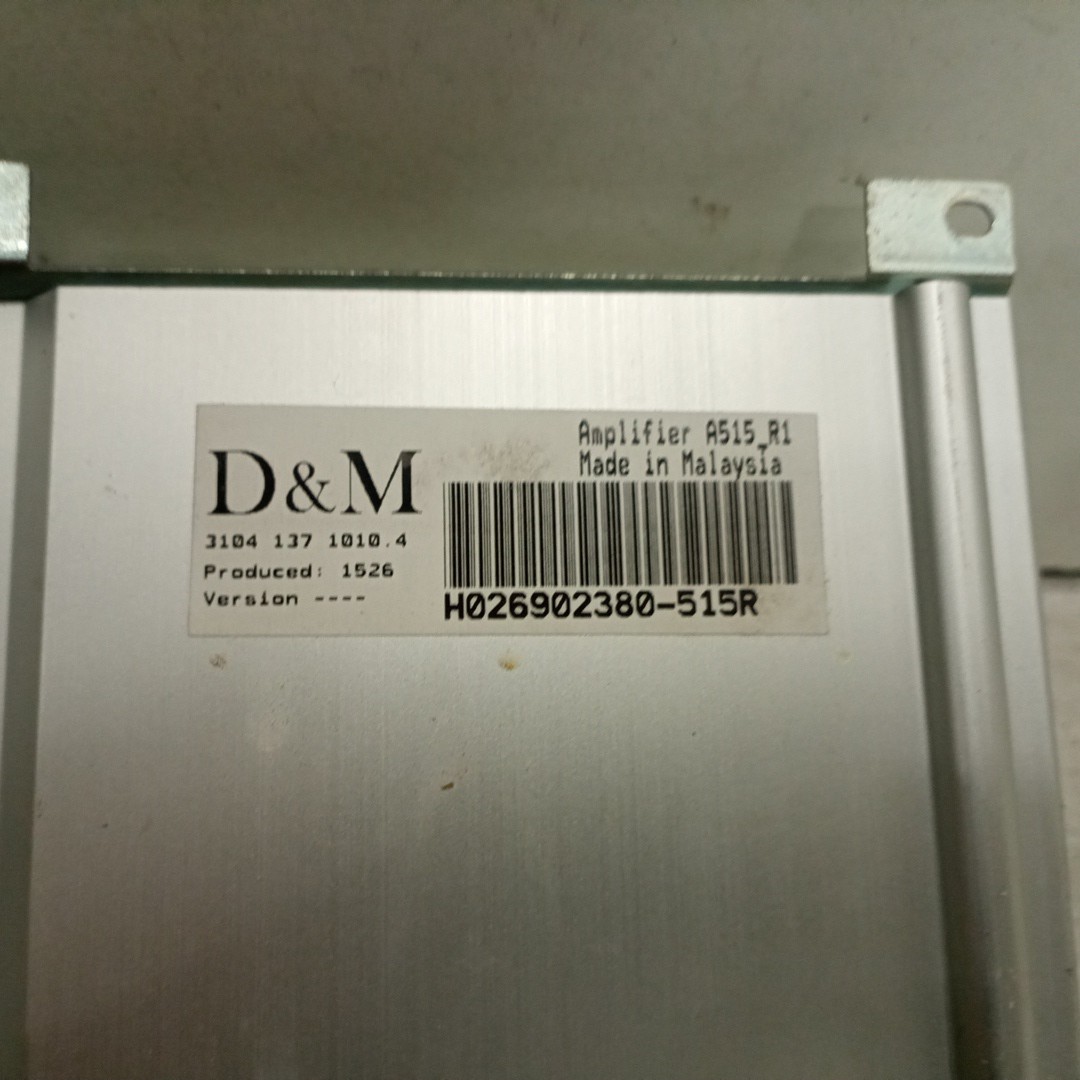 D&M
3104 137 1010.4
Produced: 1526
Version ----
Amplifier A515_R1
Made in Malaysia
H026902380-515R